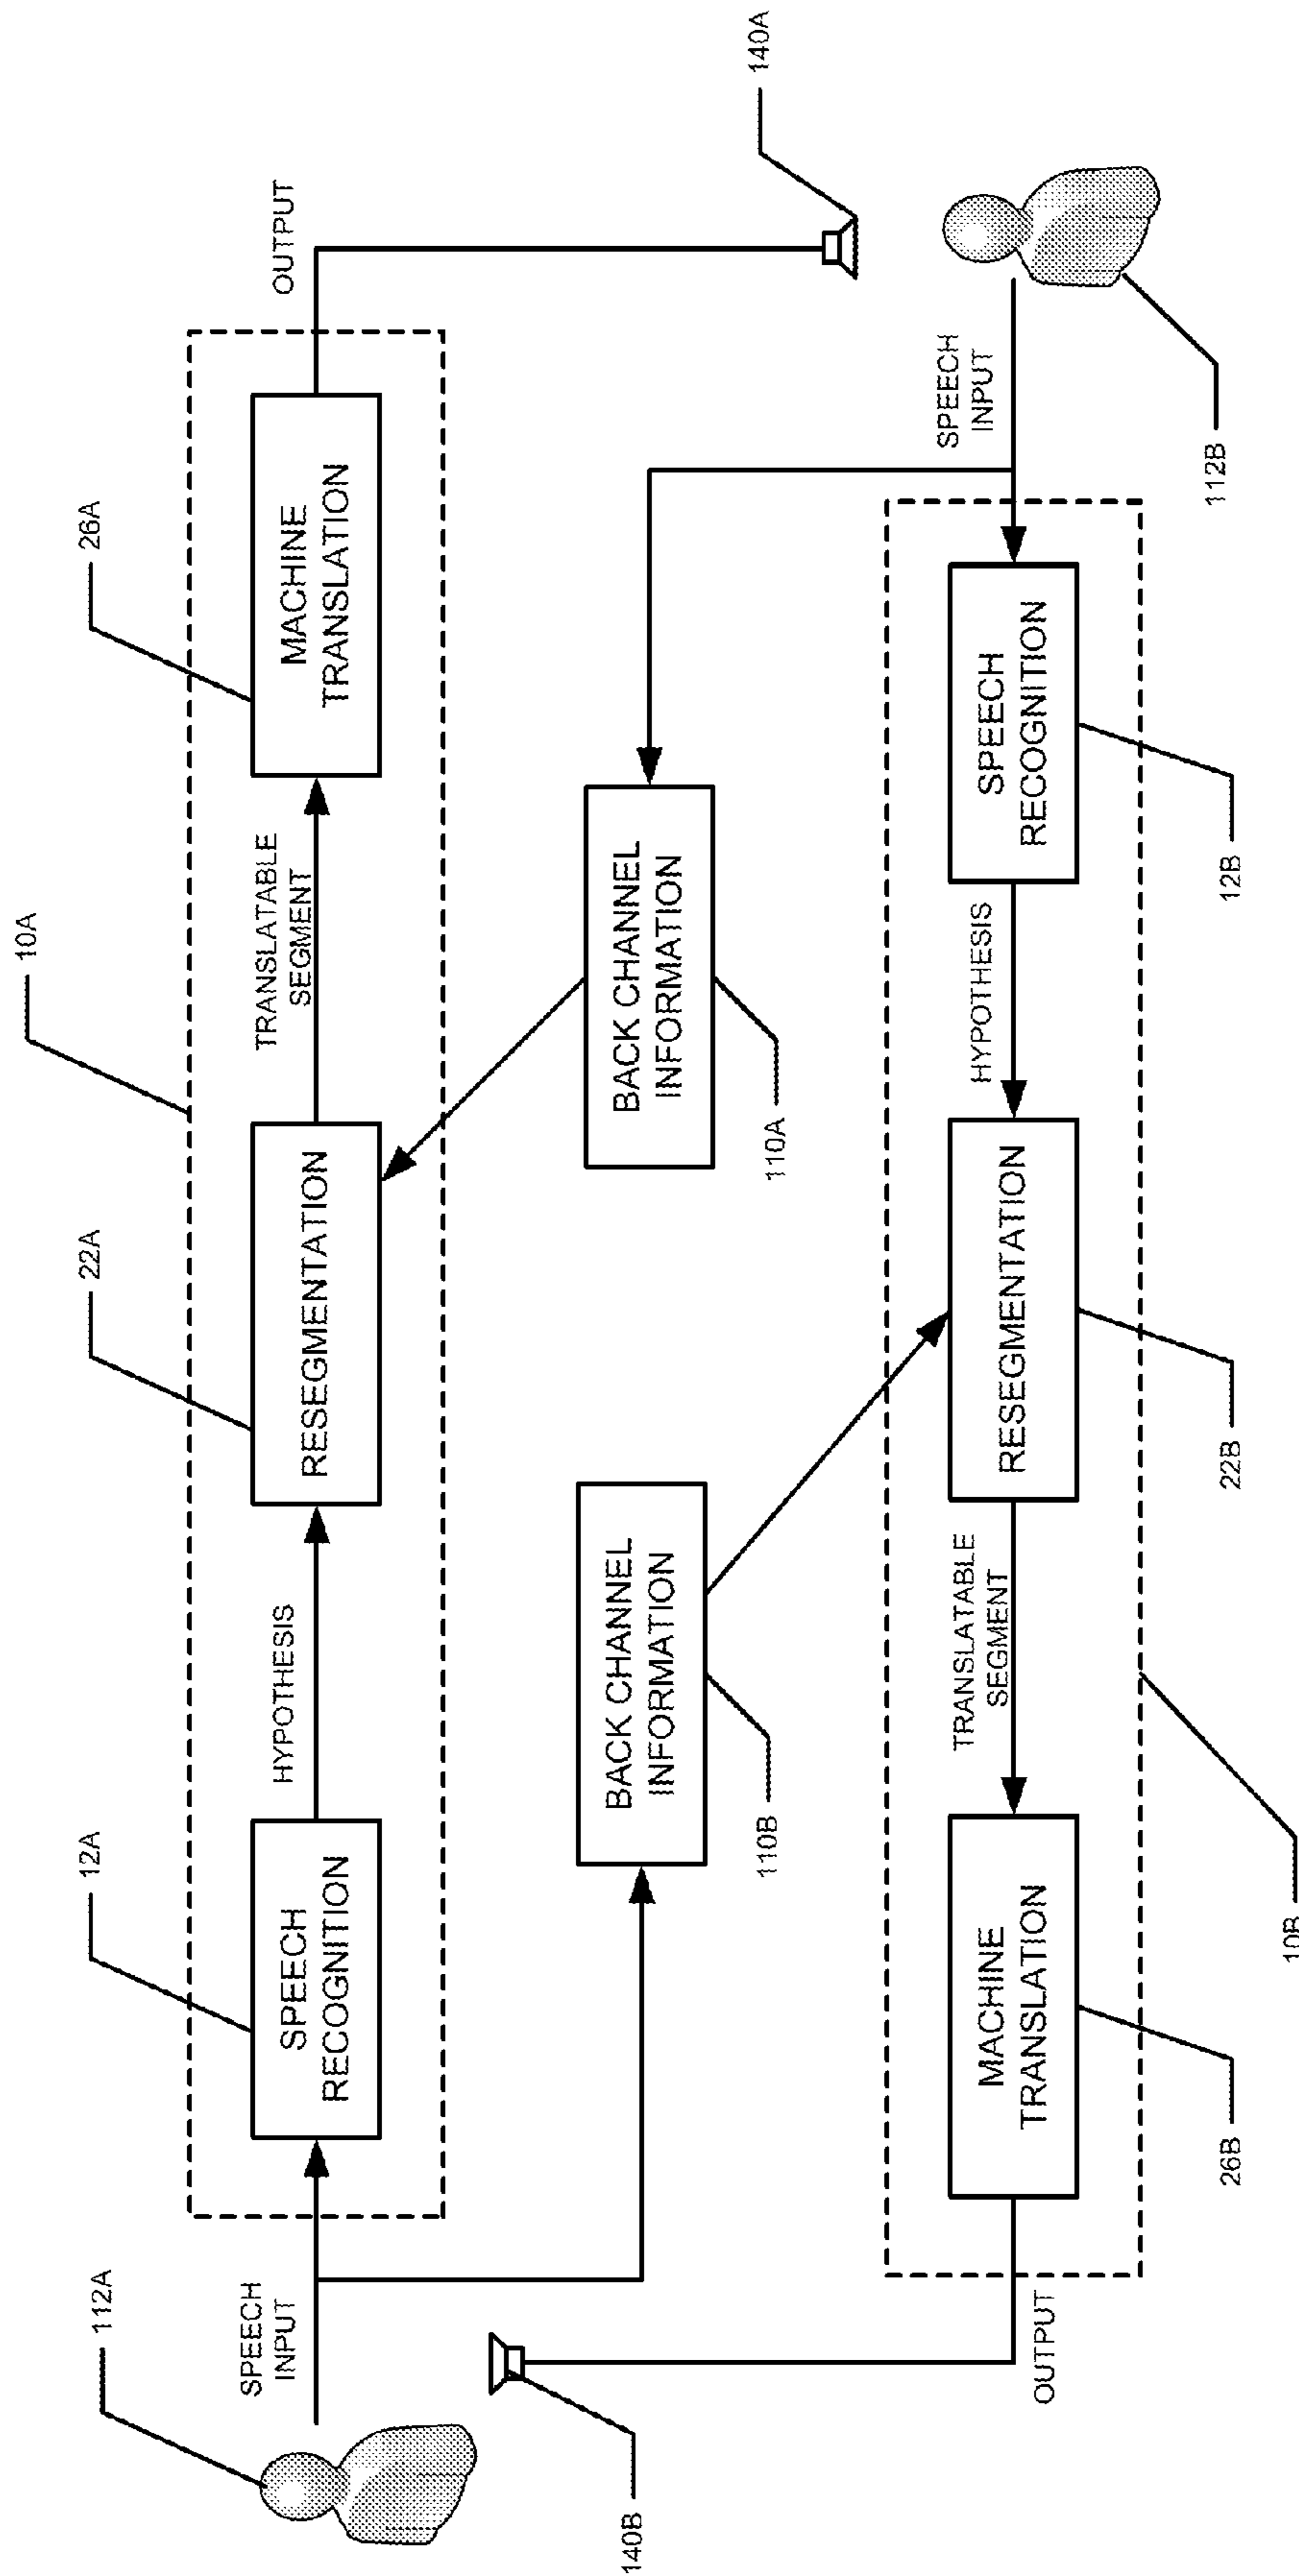 112A
SPEECH
INPUT
12A
SPEECH
RECOGNITION
HYPOTHESIS
22A
RESEGMENTATION
10A
TRANSLATABLE
SEGMENT
26A
MACHINE
TRANSLATION
OUTPUT
140A
BACK CHANNEL
INFORMATION
110B
BACK CHANNEL
INFORMATION
110A
140B
OUTPUT
MACHINE
TRANSLATION
26B
TRANSLATABLE
SEGMENT
10B
RESEGMENTATION
22B
HYPOTHESIS
SPEECH
RECOGNITION
12B
SPEECH
INPUT
112B